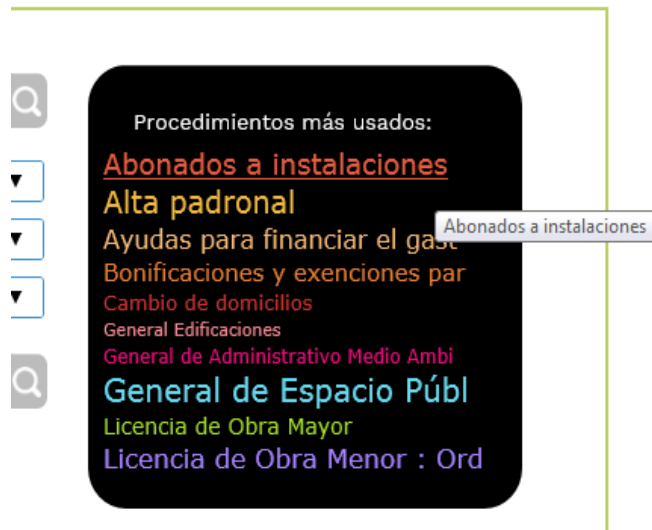 Procedimientos más usados:
Abonados a instalaciones
Alta padronal
Abonados a instalaciones
Ayudas para financiar el gast
Bonificaciones y exenciones par
Cambio de domicilios
General Edificaciones
General de Administrativo Medio Ambi
General de Espacio Públ
Licencia de Obra Mayor
Licencia de Obra Menor : Ord